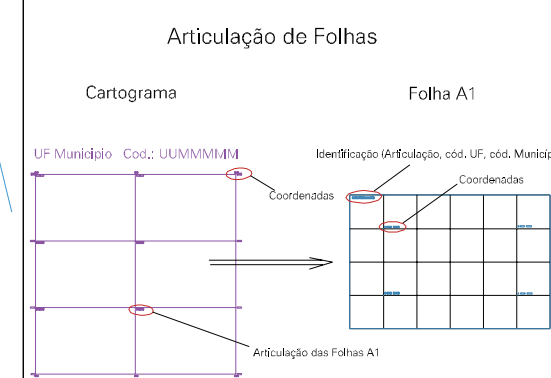 Articulação de Folhas
Cartograma
Folha A1
UF Municipio Cod.: UUMMMMM
Identificação (Articulação, cód. UF, cód. Municíp
Coordenadas
Coordenadas
Articulação das Folhas A1